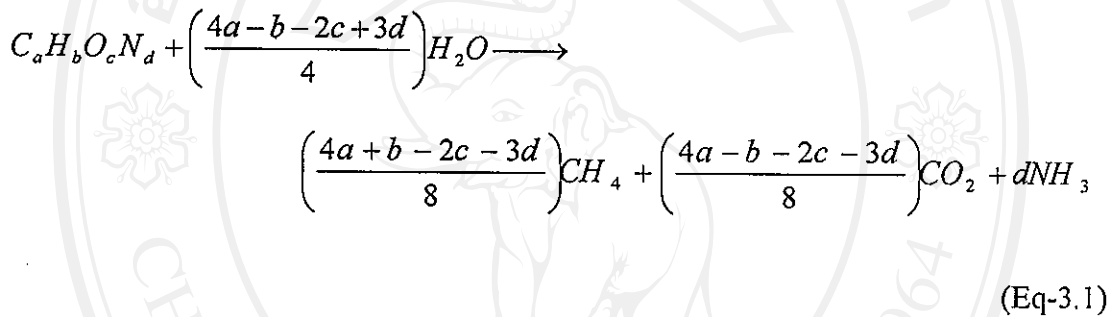 C_aH_bO_cN_d + ((4a − b − 2c + 3d)/4)H_2O ⟶
((4a + b − 2c − 3d)/8)CH_4 + ((4a − b − 2c − 3d)/8)CO_2 + dNH_3
(Eq-3.1)